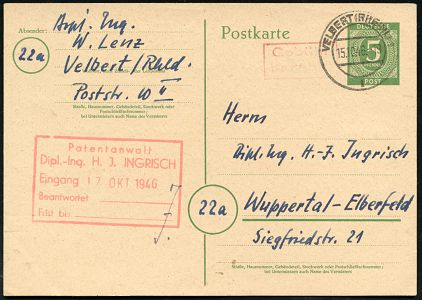 Absender:
Dipl. Ing.
W. Lenz
22a
Velbert/Rhld.
Poststr.
Straße, Hausnummer, Gebäudeteil, Stockwerk oder
Postschließfachnummer;
bei Untermietern auch Name des Vermieters
Postkarte
VELBERT (RHEINL
DEUTSCHE
5
PFENNIG
POST
Patentanwalt
Dipl.-Ing. H. J. INGRISCH
Eingang 17. OKT 1946
Beantwortet
Frist bis
Herrn
Dipl. Ing. H.-J. Ingrisch
22a
Wuppertal-Elberfeld
Siegfriedstr. 21
Straße, Hausnummer, Gebäudeteil, Stockwerk oder Postschließfachnummer;
bei Untermietern auch Name des Vermieters